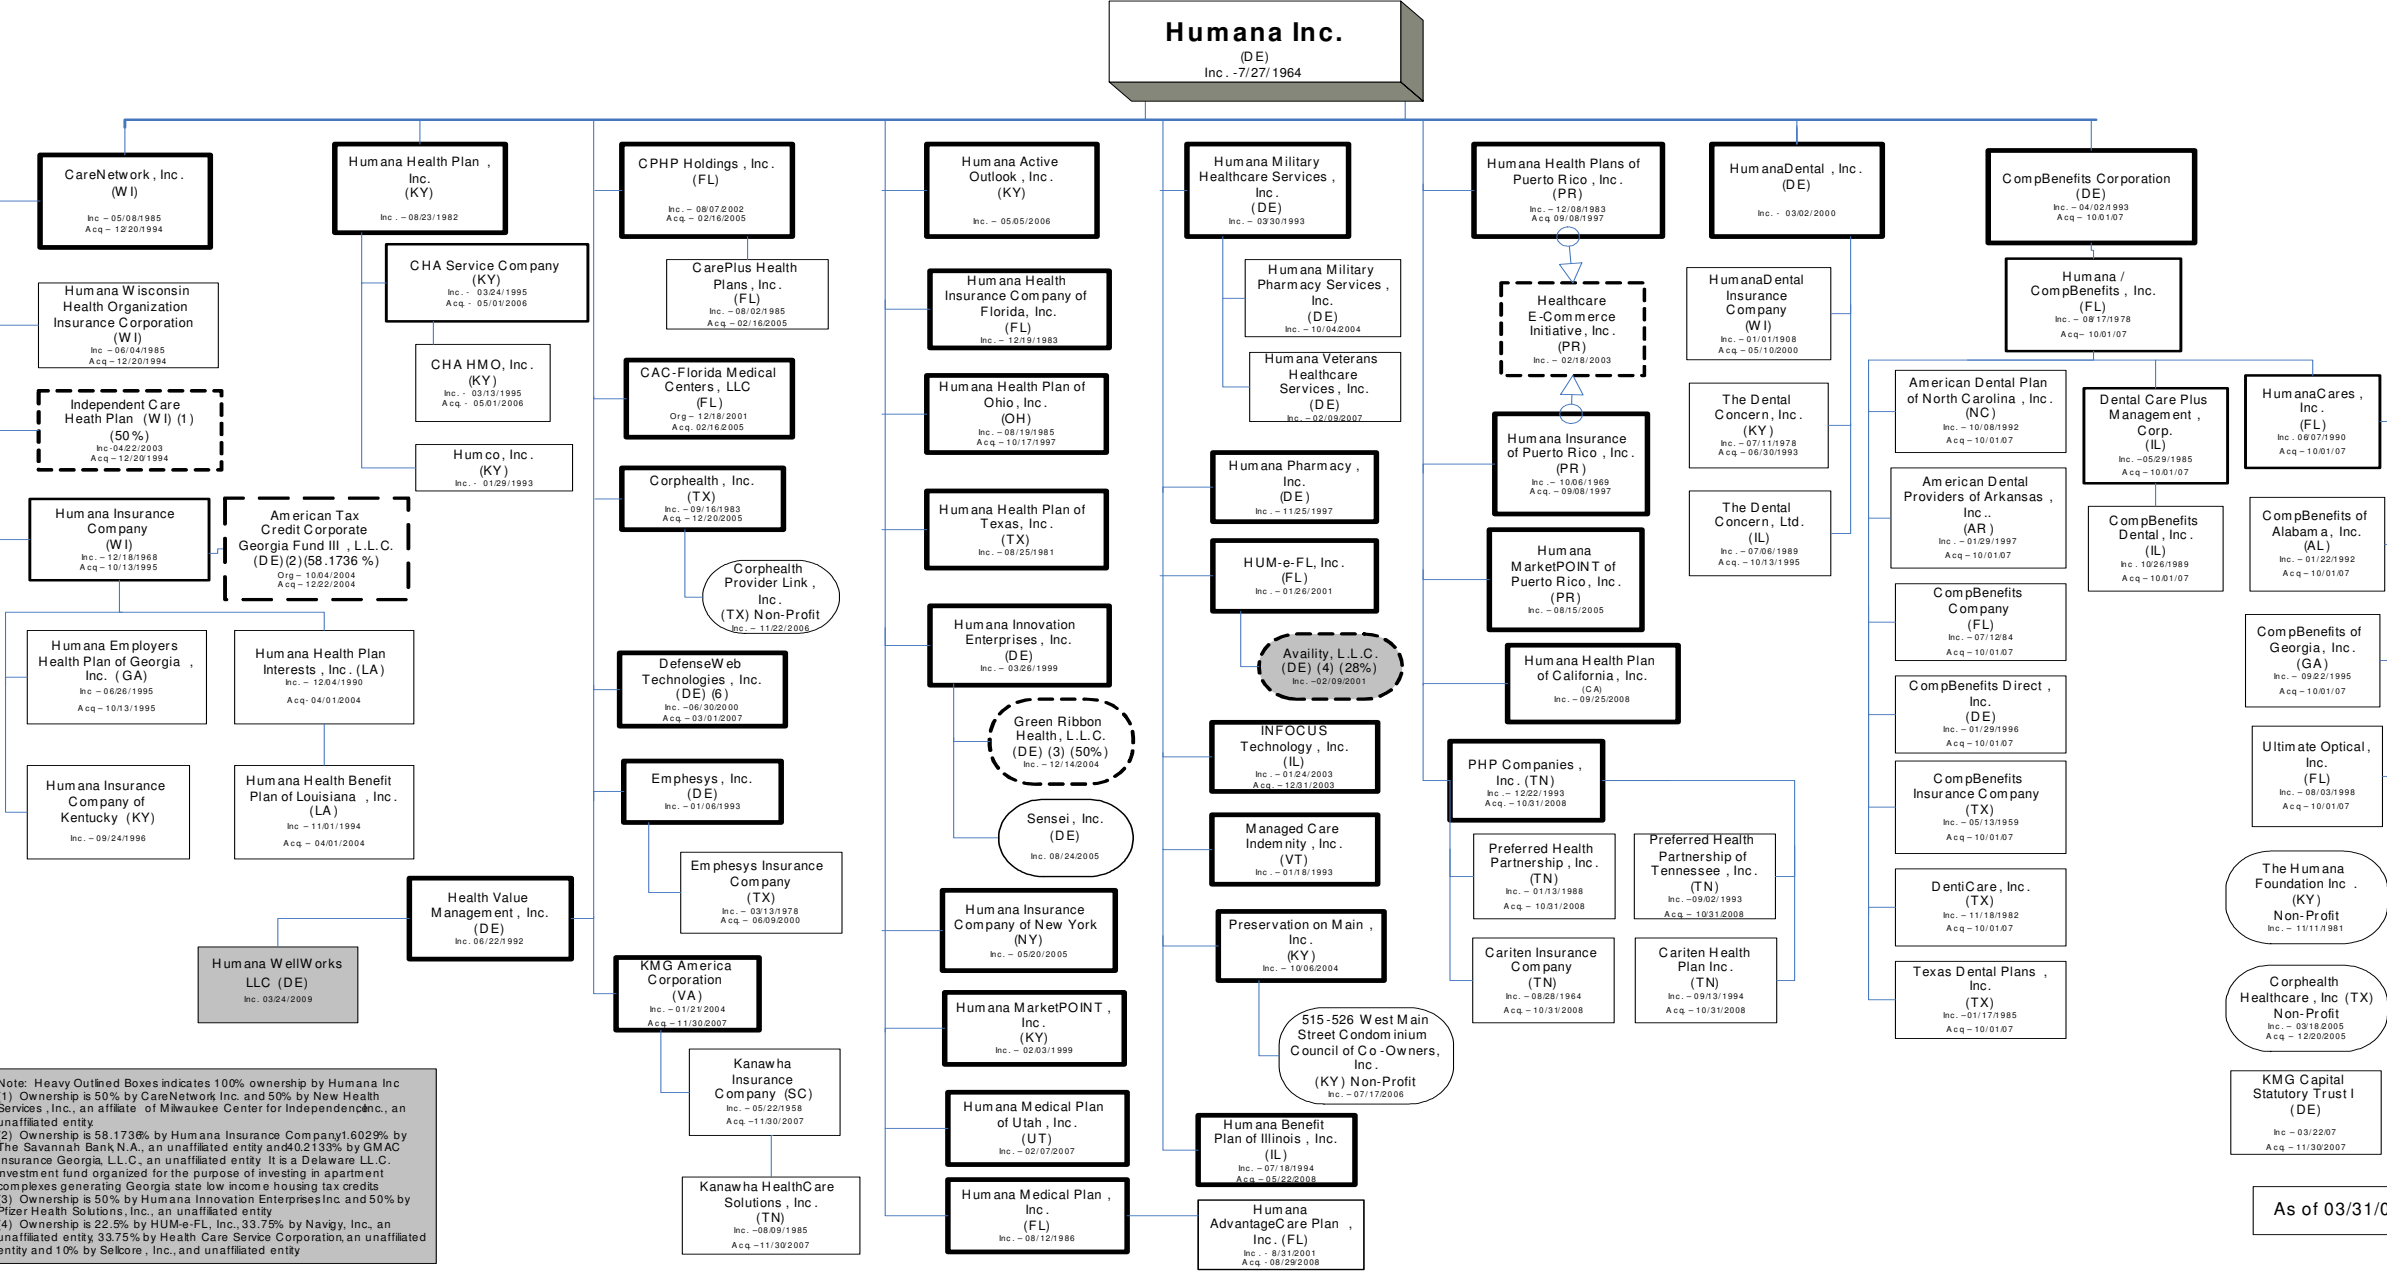 Humana Inc.
(DE)
Inc. -7/27/1964
CareNetwork, Inc.
(WI)
Inc – 05/08/1985
Acq – 12/20/1994
Humana Wisconsin
Health Organization
Insurance Corporation
(WI)
Inc – 06/04/1985
Acq – 12/20/1994
Independent Care
Heath Plan (WI) (1)
(50%)
Inc-04/22/2003
Acq – 12/20/1994
Humana Insurance
Company
(WI)
Inc. – 12/18/1968
Acq – 10/13/1995
American Tax
Credit Corporate
Georgia Fund III , L.L.C.
(DE)(2)(58.1736 %)
Org – 10/04/2004
Acq – 12/22/2004
Humana Employers
Health Plan of Georgia ,
Inc. (GA)
Inc – 06/26/1995
Acq – 10/13/1995
Humana Health Plan
Interests , Inc. (LA)
Inc. – 12/04/1990
Acq- 04/01/2004
Humana Insurance
Company of
Kentucky (KY)
Inc. – 09/24/1996
Humana Health Benefit
Plan of Louisiana , Inc.
(LA)
Inc – 11/01/1994
Acq. – 04/01/2004
Humana Health Plan ,
Inc.
(KY)
Inc . – 08/23/1982
CHA Service Company
(KY)
Inc. - 03/24/1995
Acq. - 05/01/2006
CHA HMO, Inc.
(KY)
Inc. - 03/13/1995
Acq. - 05/01/2006
Humco, Inc.
(KY)
Inc. - 01/29/1993
Health Value
Management , Inc.
(DE)
Inc. 06/22/1992
Humana WellWorks
LLC (DE)
Inc. 03/24/2009
CPHP Holdings , Inc.
(FL)
Inc. – 08/07/2002
Acq. – 02/16/2005
CarePlus Health
Plans, Inc.
(FL)
Inc. – 08/02/1985
Acq. – 02/16/2005
CAC-Florida Medical
Centers , LLC
(FL)
Org – 12/18/2001
Acq. 02/16/2005
Corphealth , Inc.
(TX)
Inc. – 09/16/1983
Acq. – 12/20/2005
Corphealth
Provider Link ,
Inc.
(TX) Non-Profit
Inc. – 11/22/2006
DefenseWeb
Technologies , Inc.
(DE) (6)
Inc. –06/30/2000
Acq. – 03/01/2007
Emphesys , Inc.
(DE)
Inc. – 01/06/1993
Emphesys Insurance
Company
(TX)
Inc. – 03/13/1978
Acq. – 06/09/2000
KMG America
Corporation
(VA)
Inc. – 01/21/2004
Acq. – 11/30/2007
Kanawha
Insurance
Company (SC)
Inc. – 05/22/1958
Acq. –11/30/2007
Kanawha HealthCare
Solutions , Inc.
(TN)
Inc. –08/09/1985
Acq. –11/30/2007
Humana Active
Outlook , Inc.
(KY)
Inc. – 05/05/2006
Humana Health
Insurance Company of
Florida, Inc.
(FL)
Inc. – 12/19/1983
Humana Health Plan of
Ohio , Inc.
(OH)
Inc. – 08/19/1985
Acq. – 10/17/1997
Humana Health Plan of
Texas, Inc.
(TX)
Inc. – 08/25/1981
Humana Innovation
Enterprises , Inc.
(DE)
Inc. – 03/26/1999
Green Ribbon
Health, L.L.C.
(DE) (3) (50%)
Inc. – 12/14/2004
Sensei , Inc.
(DE)
Inc. 08/24/2005
Humana Insurance
Company of New York
(NY)
Inc. – 05/20/2005
Humana MarketPOINT ,
Inc.
(KY)
Inc. – 02/03/1999
Humana Medical Plan
of Utah , Inc.
(UT)
Inc. – 02/07/2007
Humana Medical Plan ,
Inc.
(FL)
Inc. – 08/12/1986
Humana
AdvantageCare Plan ,
Inc. (FL)
Inc. - 8/31/2001
Acq. - 08/29/2008
Humana Military
Healthcare Services ,
Inc.
(DE)
Inc. – 03/30/1993
Humana Military
Pharmacy Services ,
Inc.
(DE)
Inc. – 10/04/2004
Humana Veterans
Healthcare
Services , Inc.
(DE)
Inc. – 02/09/2007
Humana Pharmacy ,
Inc.
(DE)
Inc. – 11/25/1997
HUM-e-FL, Inc.
(FL)
Inc. – 01/26/2001
Availity, L.L.C.
(DE) (4) (28%)
Inc. –02/09/2001
INFOCUS
Technology , Inc.
(IL)
Inc. – 01/24/2003
Acq. – 12/31/2003
Managed Care
Indemnity , Inc.
(VT)
Inc. – 01/18/1993
Preservation on Main ,
Inc.
(KY)
Inc. – 10/06/2004
515-526 West Main
Street Condominium
Council of Co -Owners,
Inc.
(KY) Non-Profit
Inc. – 07/17/2006
Humana Benefit
Plan of Illinois , Inc.
(IL)
Inc. – 07/18/1994
Acq. – 05/22/2008
Humana Health Plans of
Puerto Rico , Inc.
(PR)
Inc. – 12/08/1983
Acq. 09/08/1997
Healthcare
E-Commerce
Initiative, Inc.
(PR)
Inc. – 02/18/2003
Humana Insurance
of Puerto Rico , Inc.
(PR)
Inc. – 10/06/1969
Acq. – 09/08/1997
Humana
MarketPOINT of
Puerto Rico, Inc.
(PR)
Inc. – 08/15/2005
Humana Health Plan
of California, Inc.
(CA)
Inc. – 09/25/2008
PHP Companies ,
Inc. (TN)
Inc. – 12/22/1993
Acq. – 10/31/2008
Preferred Health
Partnership , Inc.
(TN)
Inc. – 01/13/1988
Acq. – 10/31/2008
Preferred Health
Partnership of
Tennessee , Inc.
(TN)
Inc. –09/02/1993
Acq. – 10/31/2008
Cariten Insurance
Company
(TN)
Inc. – 08/28/1964
Acq. – 10/31/2008
Cariten Health
Plan Inc.
(TN)
Inc. – 09/13/1994
Acq. – 10/31/2008
HumanaDental , Inc.
(DE)
Inc. - 03/02/2000
HumanaDental
Insurance
Company
(WI)
Inc. – 01/01/1908
Acq. – 05/10/2000
The Dental
Concern, Inc.
(KY)
Inc. – 07/11/1978
Acq. – 06/30/1993
The Dental
Concern, Ltd.
(IL)
Inc. – 07/06/1989
Acq. – 10/13/1995
CompBenefits Corporation
(DE)
Inc. – 04/02/1993
Acq – 10/01/07
Humana /
CompBenefits , Inc.
(FL)
Inc. – 08/17/1978
Acq– 10/01/07
American Dental Plan
of North Carolina , Inc.
(NC)
Inc. – 10/08/1992
Acq – 10/01/07
American Dental
Providers of Arkansas ,
Inc ..
(AR)
Inc. – 01/29/1997
Acq – 10/01/07
CompBenefits
Company
(FL)
Inc. – 07/12/84
Acq – 10/01/07
CompBenefits Direct ,
Inc.
(DE)
Inc. – 01/29/1996
Acq – 10/01/07
CompBenefits
Insurance Company
(TX)
Inc. – 05/13/1959
Acq – 10/01/07
DentiCare, Inc.
(TX)
Inc. – 11/18/1982
Acq – 10/01/07
Texas Dental Plans ,
Inc.
(TX)
Inc. –01/17/1985
Acq – 10/01/07
Dental Care Plus
Management ,
Corp.
(IL)
Inc. –05/29/1985
Acq – 10/01/07
CompBenefits
Dental , Inc .
(IL)
Inc. 10/26/1989
Acq – 10/01/07
HumanaCares ,
Inc.
(FL)
Inc. 06/07/1990
Acq – 10/01/07
CompBenefits of
Alabama, Inc.
(AL)
Inc. – 01/22/1992
Acq – 10/01/07
CompBenefits of
Georgia, Inc.
(GA)
Inc. – 09/22/1995
Acq – 10/01/07
Ultimate Optical ,
Inc.
(FL)
Inc. – 08/03/1998
Acq – 10/01/07
The Humana
Foundation Inc .
(KY)
Non-Profit
Inc. – 11/11/1981
Corphealth
Healthcare , Inc (TX)
Non-Profit
Inc. – 03/18/2005
Acq. – 12/20/2005
KMG Capital
Statutory Trust I
(DE)
Inc – 03/22/07
Acq – 11/30/2007
As of 03/31/0
Note: Heavy Outlined Boxes indicates 100% ownership by Humana Inc
(1) Ownership is 50% by CareNetwork, Inc. and 50% by New Health
Services , Inc., an affiliate of Milwaukee Center for Independence, Inc., an
unaffiliated entity.
(2) Ownership is 58.1736% by Humana Insurance Company, 1.6029% by
The Savannah Bank, N.A., an unaffiliated entity and 40.2133% by GMAC
Insurance Georgia, L.L.C., an unaffiliated entity. It is a Delaware LL.C.
investment fund organized for the purpose of investing in apartment
complexes generating Georgia state low income housing tax credits
(3) Ownership is 50% by Humana Innovation Enterprises, Inc. and 50% by
Pfizer Health Solutions, Inc., an unaffiliated entity.
(4) Ownership is 22.5% by HUM-e-FL, Inc., 33.75% by Navigy, Inc., an
unaffiliated entity, 33.75% by Health Care Service Corporation, an unaffiliated
entity and 10% by Sellcore , Inc., and unaffiliated entity.